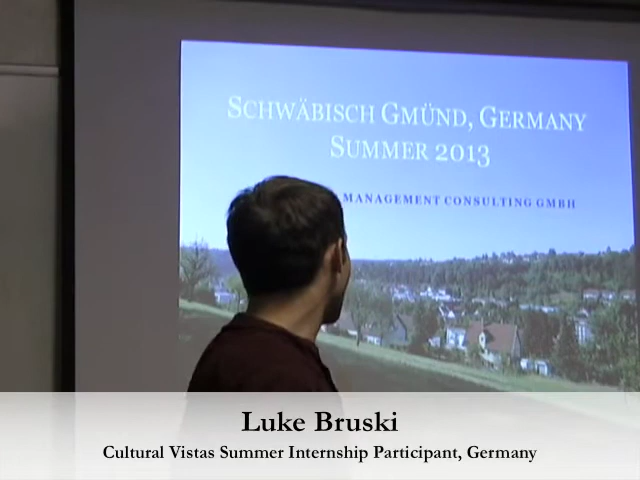 SCHWÄBISCH GMÜND, GERMANY
SUMMER 2013
MANAGEMENT CONSULTING GMBH
Luke Bruski
Cultural Vistas Summer Internship Participant, Germany